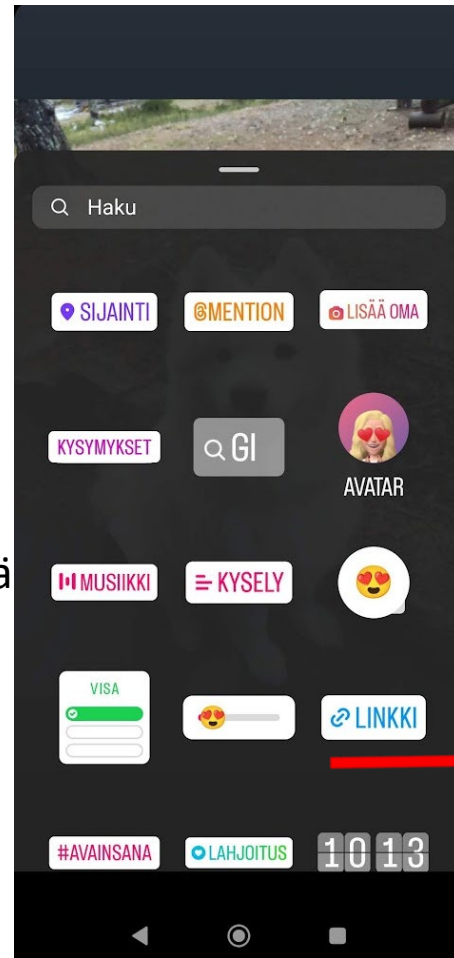 Haku
SIJAINTI
@MENTION
LISÄÄ OMA
KYSYMYKSET
GI
AVATAR
ä
MUSIIKKI
KYSELY
VISA
LINKKI
#AVAINSANA
LAHJOITUS
10 13